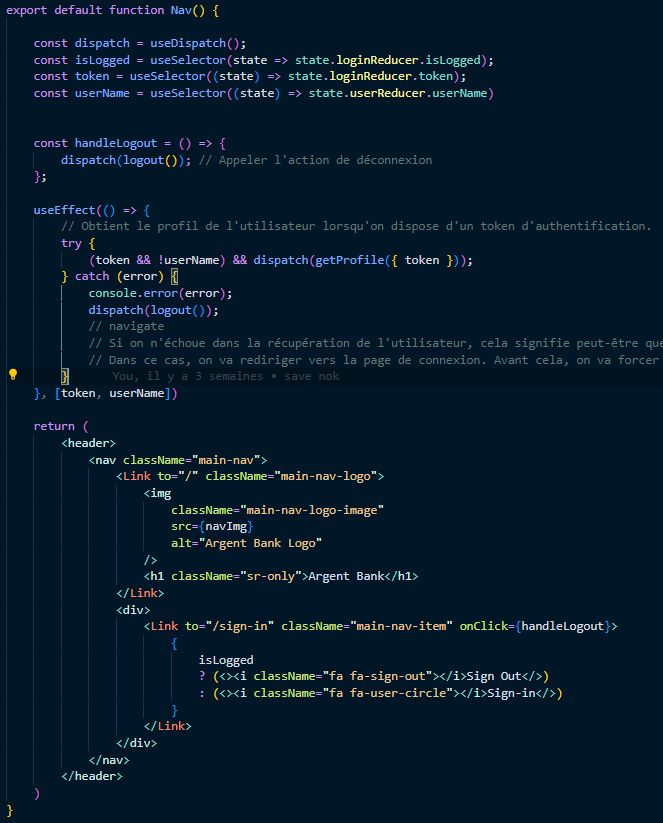 export default function Nav() {
const dispatch = useDispatch();
const isLogged = useSelector(state => state.loginReducer.isLogged);
const token = useSelector((state) => state.loginReducer.token);
const userName = useSelector((state) => state.userReducer.userName)
const handleLogout = () => {
dispatch(logout()); // Appeler l'action de déconnexion
};
useEffect(() => {
// Obtient le profil de l'utilisateur lorsqu'on dispose d'un token d'authentification.
try {
(token && !userName) && dispatch(getProfile({ token }));
} catch (error) {
console.error(error);
dispatch(logout());
// navigate
// Si on n'échoue dans la récupération de l'utilisateur, cela signifie peut-être que
// Dans ce cas, on va rediriger vers la page de connexion. Avant cela, on va forcer
} You, il y a 3 semaines • save nok
}, [token, userName])
return (
<header>
<nav className="main-nav">
<Link to="/" className="main-nav-logo">
<img
className="main-nav-logo-image"
src={navImg}
alt="Argent Bank Logo"
/>
<h1 className="sr-only">Argent Bank</h1>
</Link>
<div>
<Link to="/sign-in" className="main-nav-item" onClick={handleLogout}>
{
isLogged
? (<><i className="fa fa-sign-out"></i>Sign Out</>)
: (<><i className="fa fa-user-circle"></i>Sign-in</>)
}
</Link>
</div>
</nav>
</header>
)
}